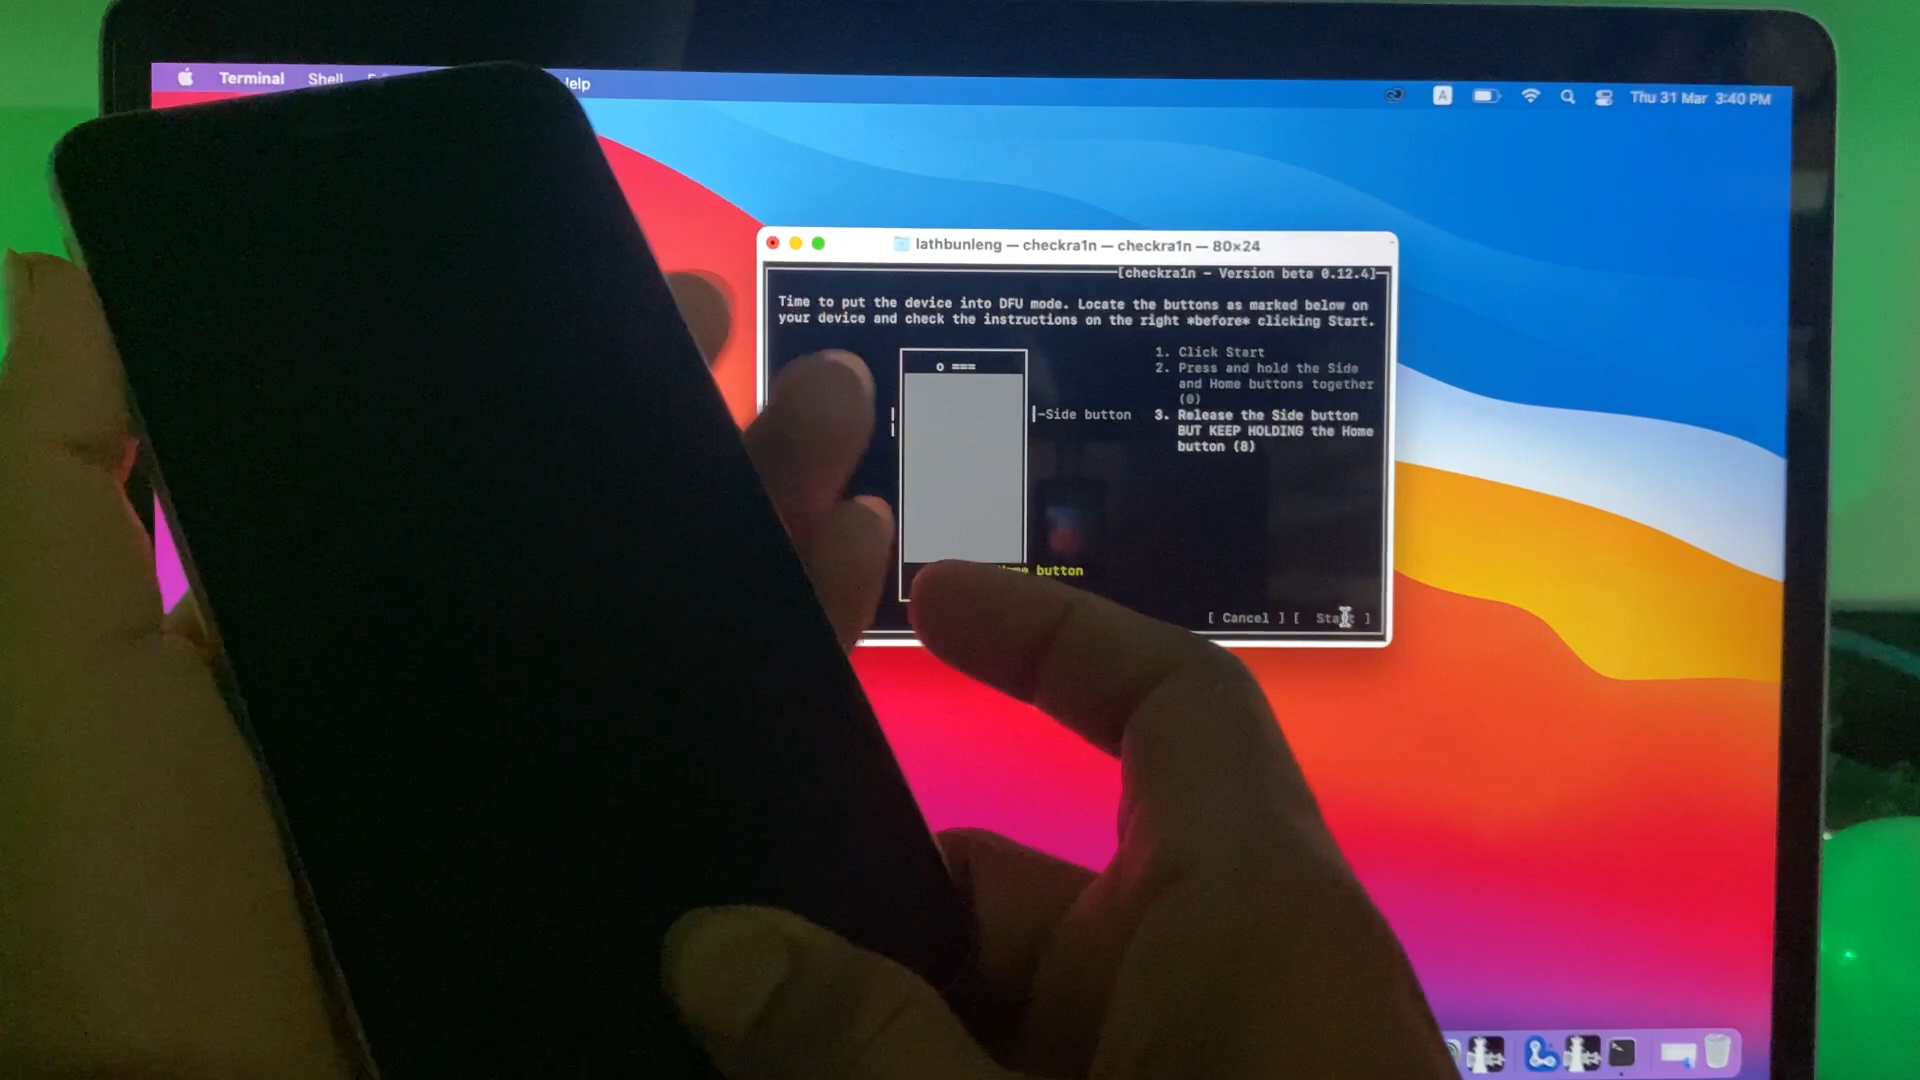 Terminal Shell
Thu 31 Mar 3:40 PM
lathbunleng — checkra1n — checkra1n — 80×24
[checkra1n - Version beta 0.12.4]
Time to put the device into DFU mode. Locate the buttons as marked below on
your device and check the instructions on the right *before* clicking Start.
o ===
-Side button
button
1. Click Start
2. Press and hold the Side
and Home buttons together
(0)
3. Release the Side button
BUT KEEP HOLDING the Home
button (8)
[ Cancel ] [ Start ]